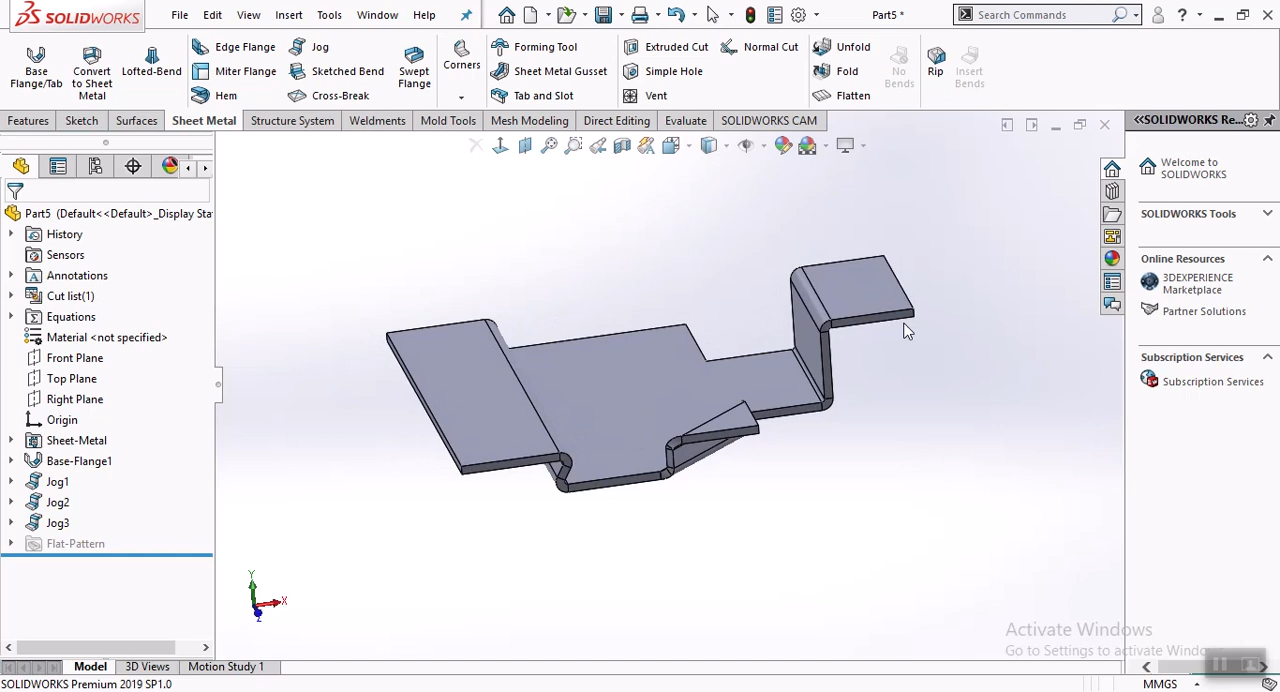 SOLIDWORKS
File
Edit
View
Insert
Tools
Window
Help
Part5 *
Search Commands
Base
Flange/Tab
Convert
to Sheet
Metal
Lofted-Bend
Edge Flange
Miter Flange
Hem
Jog
Sketched Bend
Cross-Break
Swept
Flange
Corners
Forming Tool
Sheet Metal Gusset
Tab and Slot
Extruded Cut
Simple Hole
Vent
Normal Cut
Unfold
Fold
Flatten
No
Bends
Rip
Insert
Bends
Features
Sketch
Surfaces
Sheet Metal
Structure System
Weldments
Mold Tools
Mesh Modeling
Direct Editing
Evaluate
SOLIDWORKS CAM
Part5 (Default<<Default>_Display Sta
History
Sensors
Annotations
Cut list(1)
Equations
Material <not specified>
Front Plane
Top Plane
Right Plane
Origin
Sheet-Metal
Base-Flange1
Jog1
Jog2
Jog3
Flat-Pattern
Y
X
Z
<<SOLIDWORKS Re...
Welcome to
SOLIDWORKS
SOLIDWORKS Tools
Online Resources
3DEXPERIENCE
Marketplace
Partner Solutions
Subscription Services
Subscription Services
Activate Windows
Go to Settings to activate Windows
Model
3D Views
Motion Study 1
SOLIDWORKS Premium 2019 SP1.0
MMGS